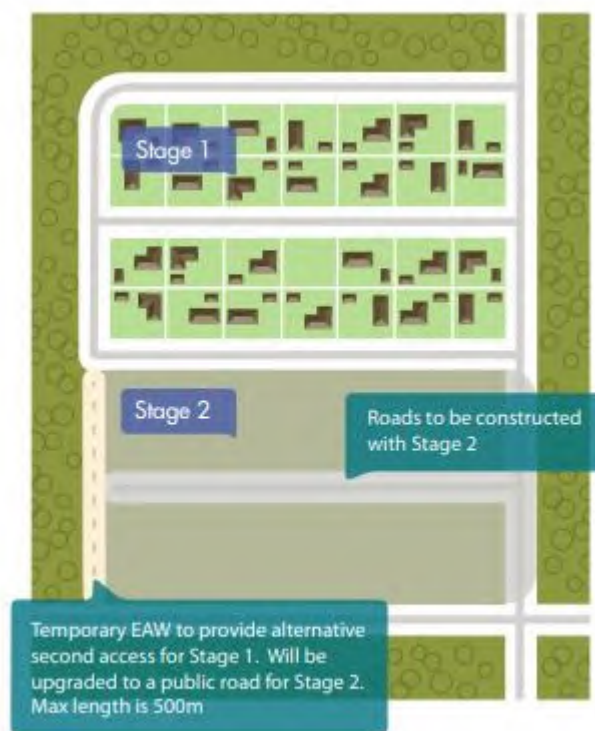 Stage 1
Stage 2
Roads to be constructed
with Stage 2
Temporary EAW to provide alternative
second access for Stage 1. Will be
upgraded to a public road for Stage 2.
Max length is 500m